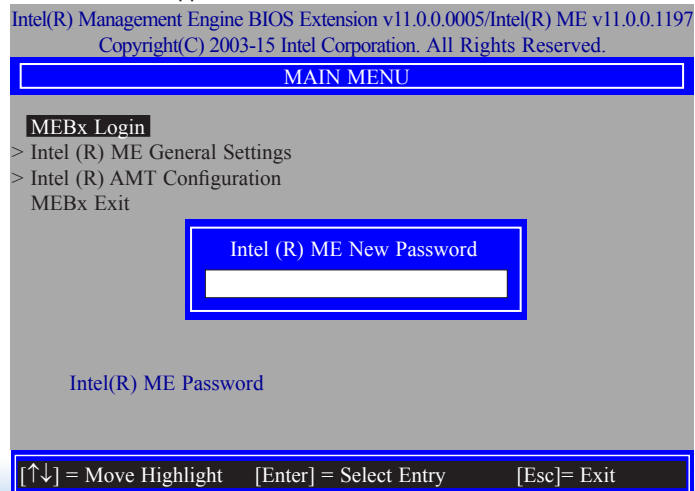 Intel(R) Management Engine BIOS Extension v11.0.0.0005/Intel(R) ME v11.0.0.1197
Copyright(C) 2003-15 Intel Corporation. All Rights Reserved.
MAIN MENU
MEBx Login
> Intel (R) ME General Settings
> Intel (R) AMT Configuration
MEBx Exit
Intel (R) ME New Password
Intel(R) ME Password
[↑↓] = Move Highlight [Enter] = Select Entry [Esc]= Exit